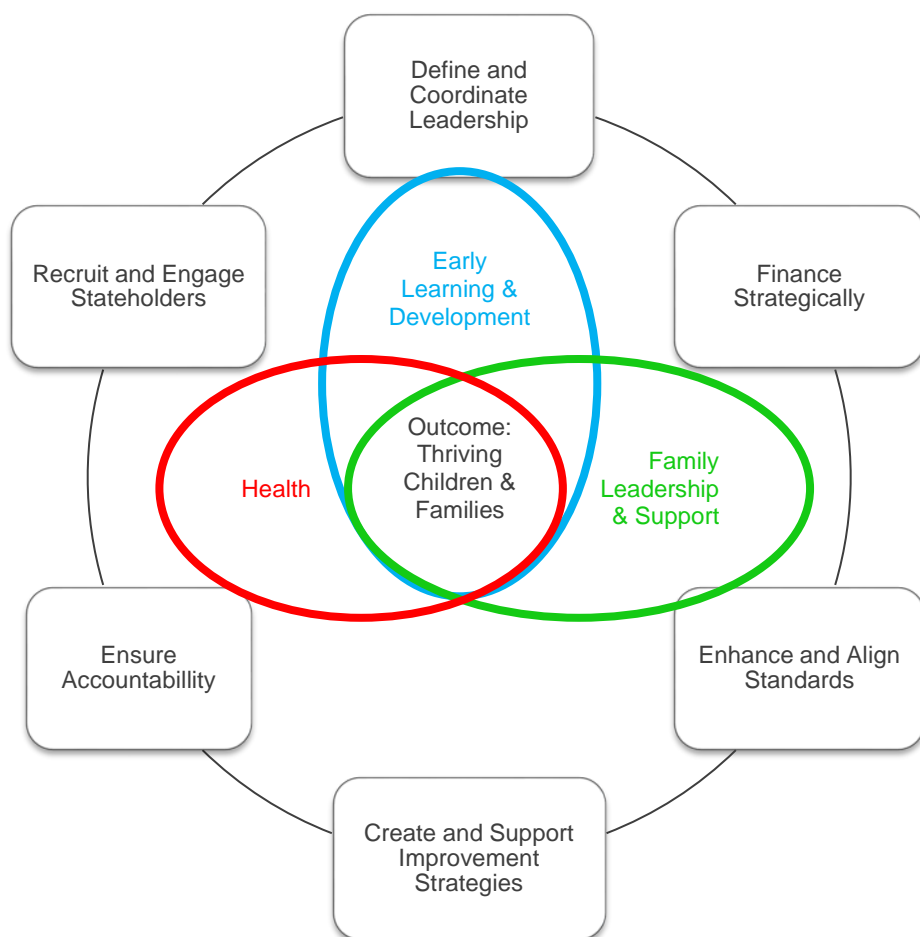 Define and
Coordinate
Leadership
Recruit and Engage
Stateholders
Finance
Strategically
Early
Learning &
Development
Health
Outcome:
Thriving
Children &
Families
Family
Leadership
& Support
Ensure
Accountabillity
Enhance and Align
Standards
Create and Support
Improvement
Strategies